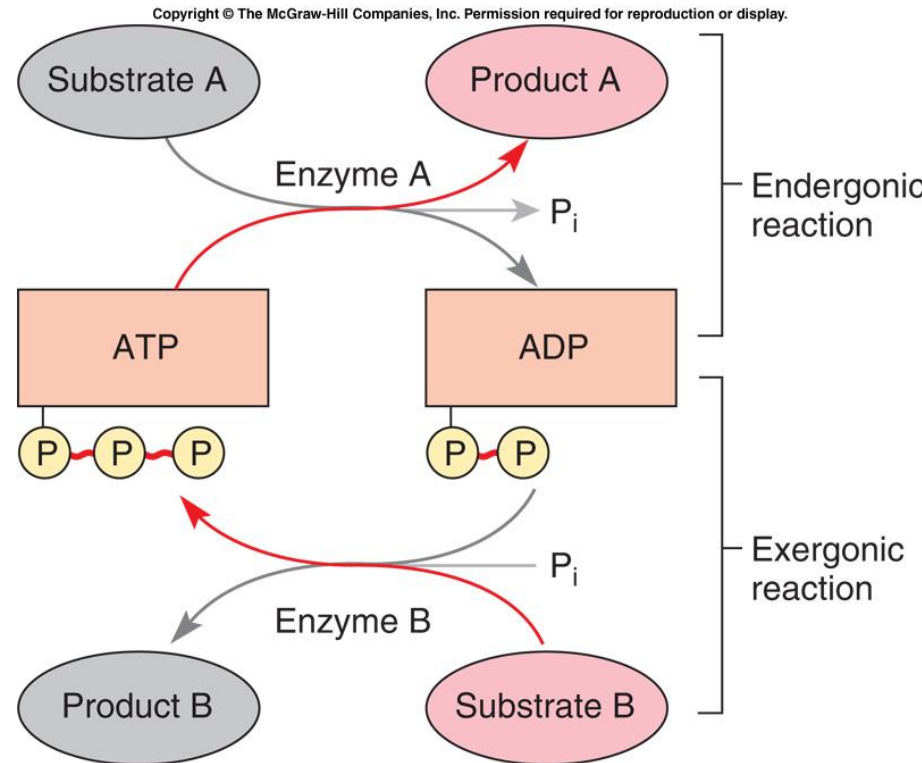 Copyright © The McGraw-Hill Companies, Inc. Permission required for reproduction or display.
Substrate A
Product A
Enzyme A
Pi
Endergonic
reaction
ATP
ADP
P P P
P P
Pi
Exergonic
reaction
Enzyme B
Product B
Substrate B